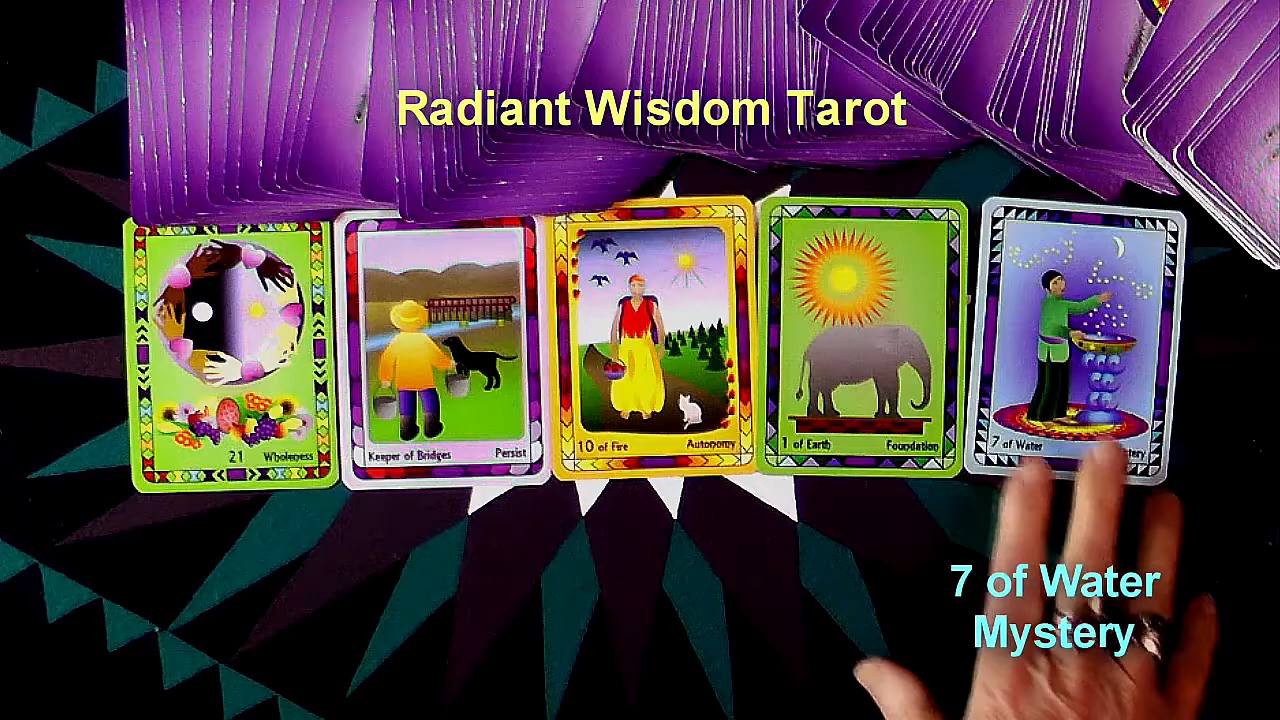 Radiant Wisdom Tarot
21 Wholeness
Keeper of Bridges Persist
10 of Fire Autonomy
1 of Earth Foundation
7 of Water
7 of Water
Mystery